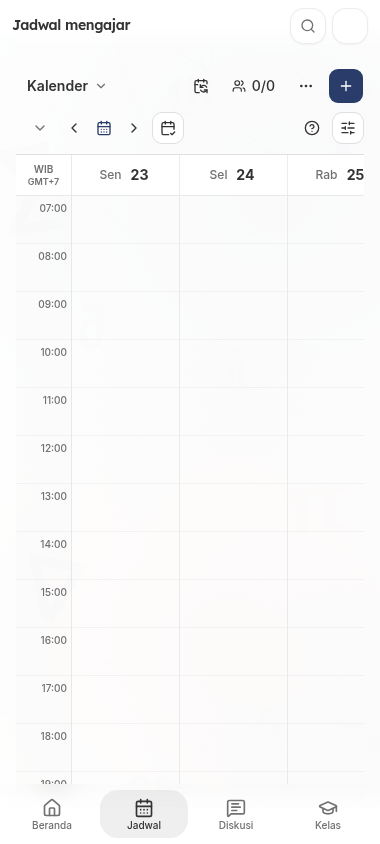 Jadwal mengajar
Kalender
0/0
WIB
GMT+7
Sen 23
Sel 24
Rab 25
07:00
08:00
09:00
10:00
11:00
12:00
13:00
14:00
15:00
16:00
17:00
18:00
19:00
Beranda
Jadwal
Diskusi
Kelas